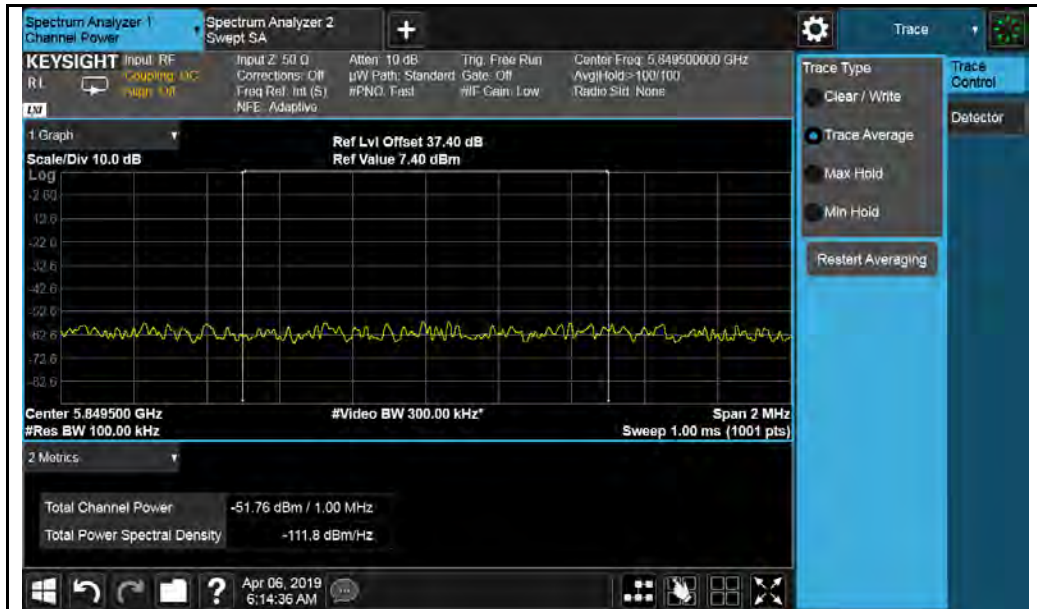 Spectrum Analyzer 1
Channel Power
Spectrum Analyzer 2
Swept SA
+
Trace
KEYSIGHT
RL
LXI
Input: RF
Coupling: DC
Align: Off
Input Z: 50 Ω
Corrections: Off
Freq Ref: Int (S)
NFE: Adaptive
Atten: 10 dB
µW Path: Standard
#PNO: Fast
Trig: Free Run
Gate: Off
#IF Gain: Low
Center Freq: 5.849500000 GHz
Avg|Hold:>100/100
Radio Std: None
Trace Type
Clear / Write
Trace Average
Max Hold
Min Hold
Restart Averaging
Trace
Control
Detector
1 Graph
Scale/Div 10.0 dB
Ref Lvl Offset 37.40 dB
Ref Value 7.40 dBm
Log
-2.60
-12.6
-22.6
-32.6
-42.6
-52.6
-62.6
-72.6
-82.6
Center 5.849500 GHz
#Video BW 300.00 kHz*
Span 2 MHz
#Res BW 100.00 kHz
Sweep 1.00 ms (1001 pts)
2 Metrics
Total Channel Power -51.76 dBm / 1.00 MHz
Total Power Spectral Density -111.8 dBm/Hz
?
Apr 06, 2019
6:14:36 AM